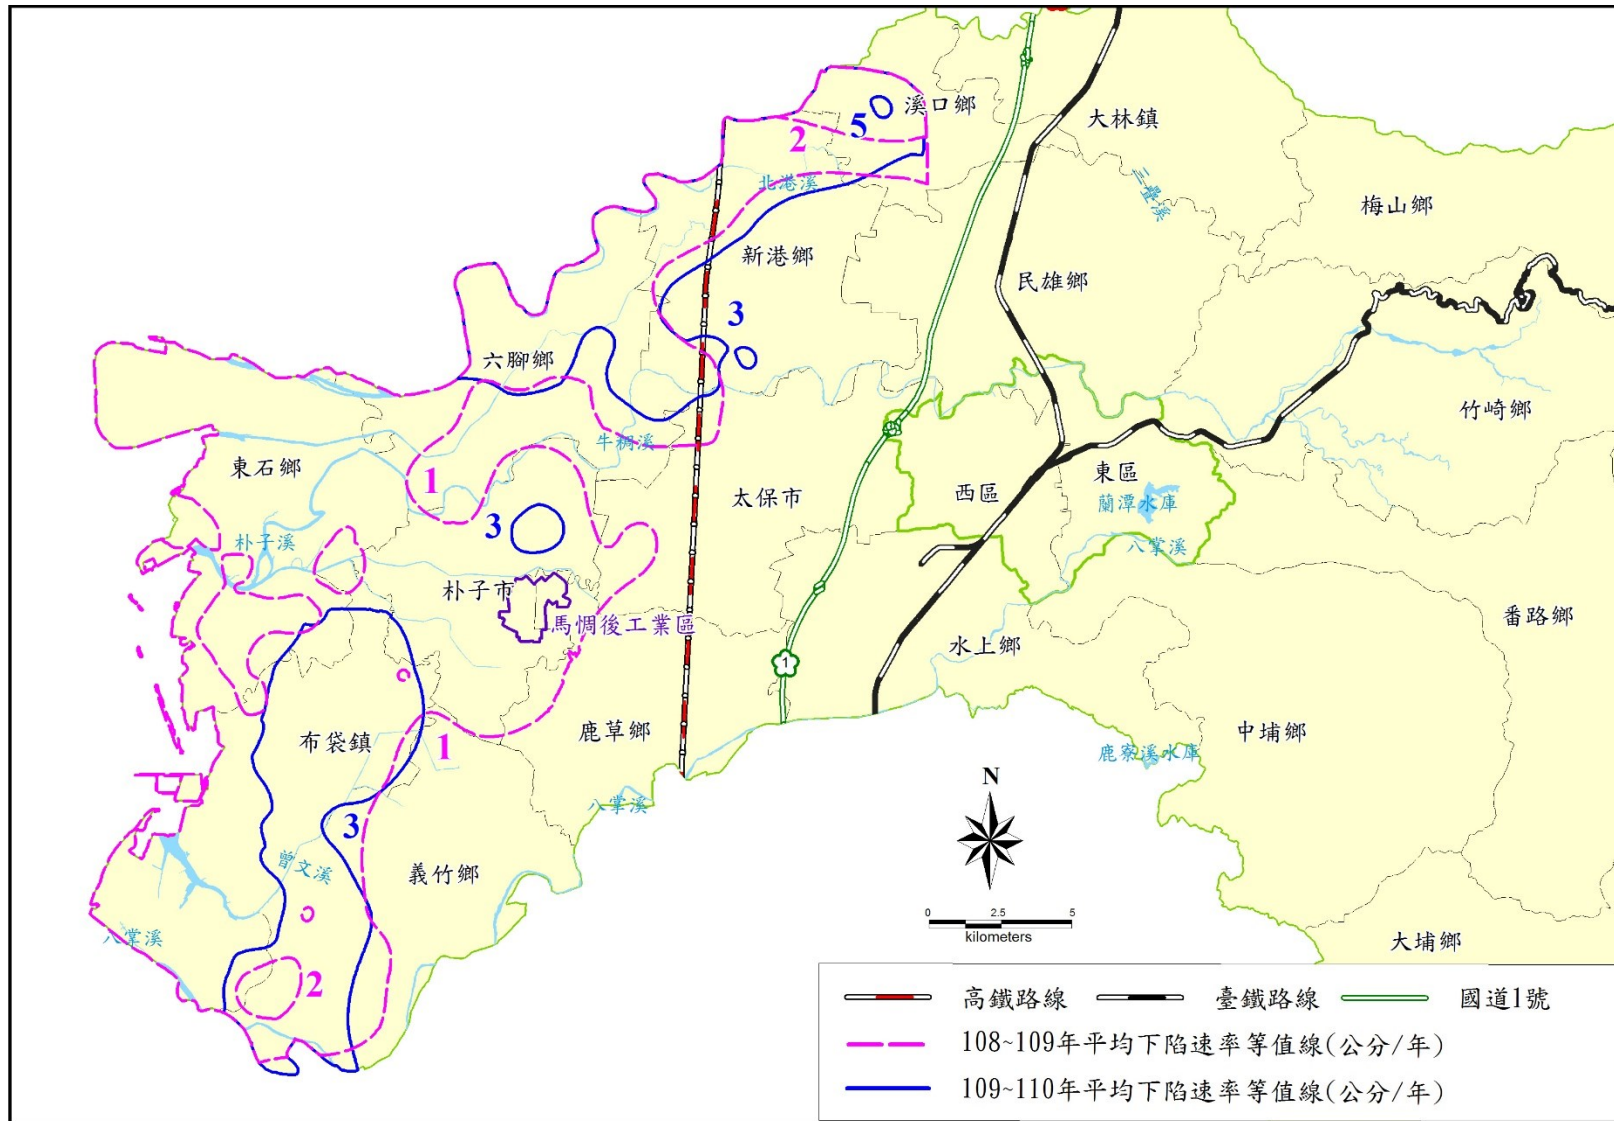 溪口鄉
5
大林鎮
2
北港溪
三疊溪
梅山鄉
新港鄉
民雄鄉
3
六腳鄉
竹崎鄉
牛稠溪
東石鄉
1
太保市
西區
東區
蘭潭水庫
3
朴子溪
八掌溪
朴子市
馬惆後工業區
番路鄉
水上鄉
1
布袋鎮
1
鹿草鄉
中埔鄉
鹿寮溪水庫
N
八掌溪
3
曾文溪
義竹鄉
0 2.5 5
kilometers
八掌溪
大埔鄉
2
高鐵路線 臺鐵路線 國道1號
108~109年平均下陷速率等值線(公分/年)
109~110年平均下陷速率等值線(公分/年)